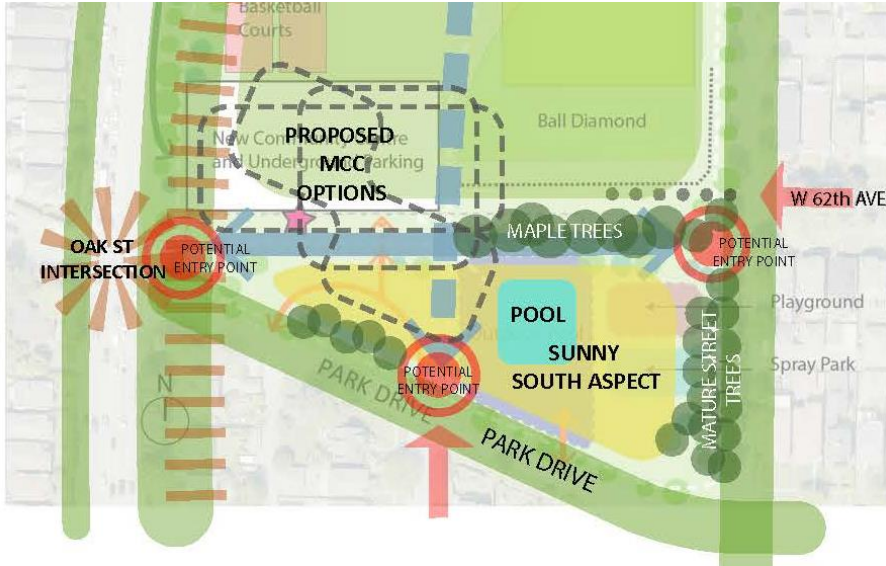 Basketball
Courts
Ball Diamond
New Community Centre
and Underground Parking
PROPOSED
MCC
OPTIONS
W 62th AVE
OAK ST
INTERSECTION
POTENTIAL
ENTRY POINT
MAPLE TREES
POTENTIAL
ENTRY POINT
Playground
POOL
SUNNY
SOUTH ASPECT
Spray Park
MATURE STREET
TREES
POTENTIAL
ENTRY POINT
N
PARK DRIVE
PARK DRIVE